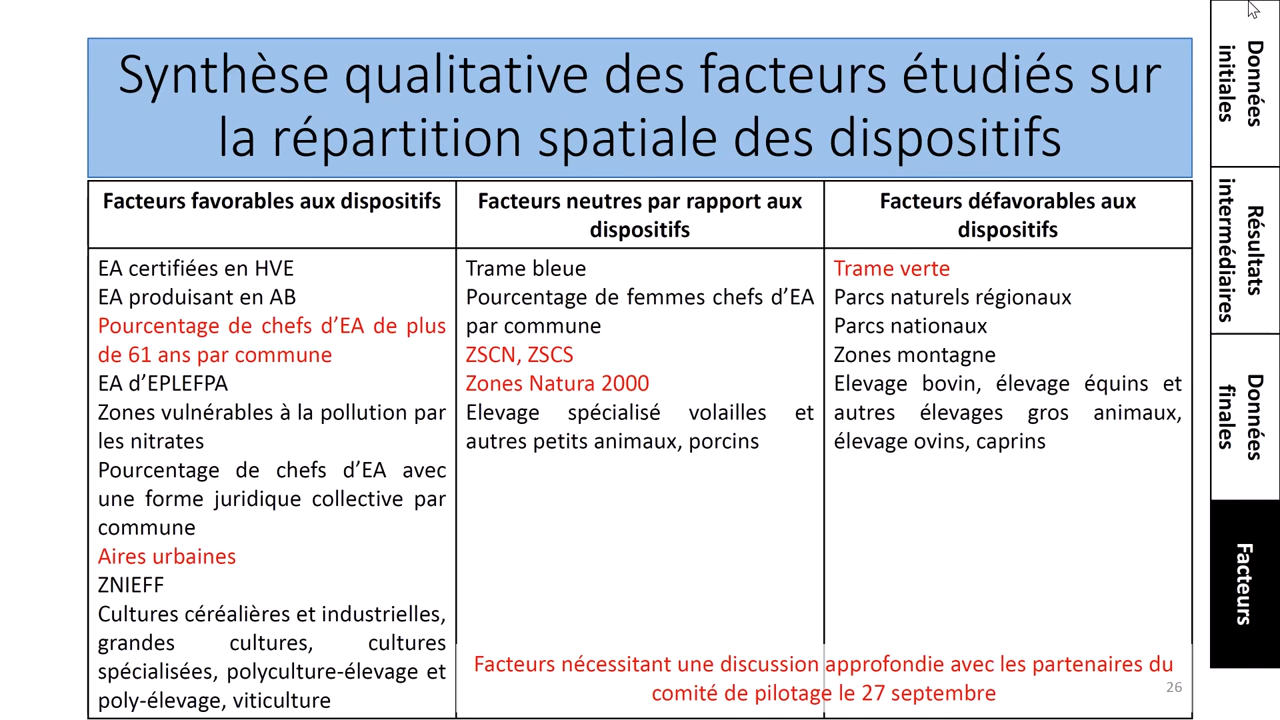 Synthèse qualitative des facteurs étudiés sur
la répartition spatiale des dispositifs
Facteurs favorables aux dispositifs
EA certifiées en HVE
EA produisant en AB
Pourcentage de chefs d’EA de plus
de 61 ans par commune
EA d’EPLEFPA
Zones vulnérables à la pollution par
les nitrates
Pourcentage de chefs d’EA avec
une forme juridique collective par
commune
Aires urbaines
ZNIEFF
Cultures céréalières et industrielles,
grandes cultures, cultures
spécialisées, polyculture-élevage et
poly-élevage, viticulture
Facteurs neutres par rapport aux
dispositifs
Trame bleue
Pourcentage de femmes chefs d’EA
par commune
ZSCN, ZSCS
Zones Natura 2000
Elevage spécialisé volailles et
autres petits animaux, porcins
Facteurs défavorables aux
dispositifs
Trame verte
Parcs naturels régionaux
Parcs nationaux
Zones montagne
Elevage bovin, élevage équins et
autres élevages gros animaux,
élevage ovins, caprins
Facteurs nécessitant une discussion approfondie avec les partenaires du
comité de pilotage le 27 septembre
26
Données
initiales
Résultats
intermédiaires
Données
finales
Facteurs